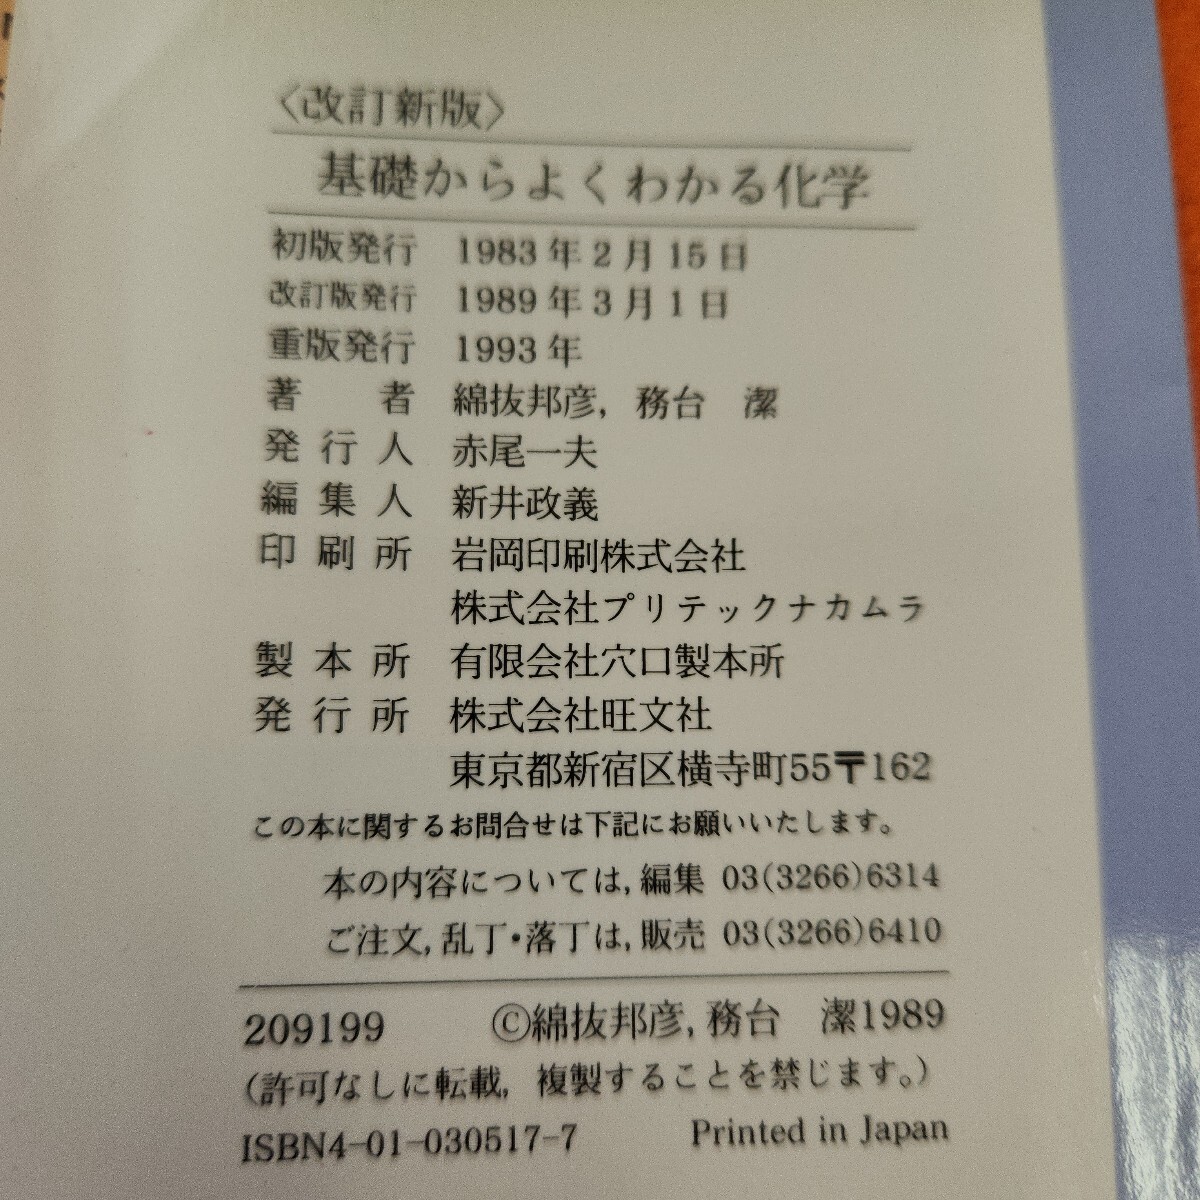 〈改訂新版〉
基礎からよくわかる化学
初版発行 1983年2月15日
改訂版発行 1989年3月1日
重版発行 1993年
著者 綿抜邦彦, 務台 潔
発行人 赤尾一夫
編集人 新井政義
印刷所 岩岡印刷株式会社
株式会社プリテックナカムラ
製本所 有限会社穴口製本所
発行所 株式会社旺文社
東京都新宿区横寺町55〒162
この本に関するお問合せは下記にお願いいたします。
本の内容については, 編集 03(3266)6314
ご注文, 乱丁・落丁は, 販売 03(3266)6410
209199 ©綿抜邦彦, 務台 潔1989
(許可なしに転載, 複製することを禁じます。)
ISBN4-01-030517-7 Printed in Japan